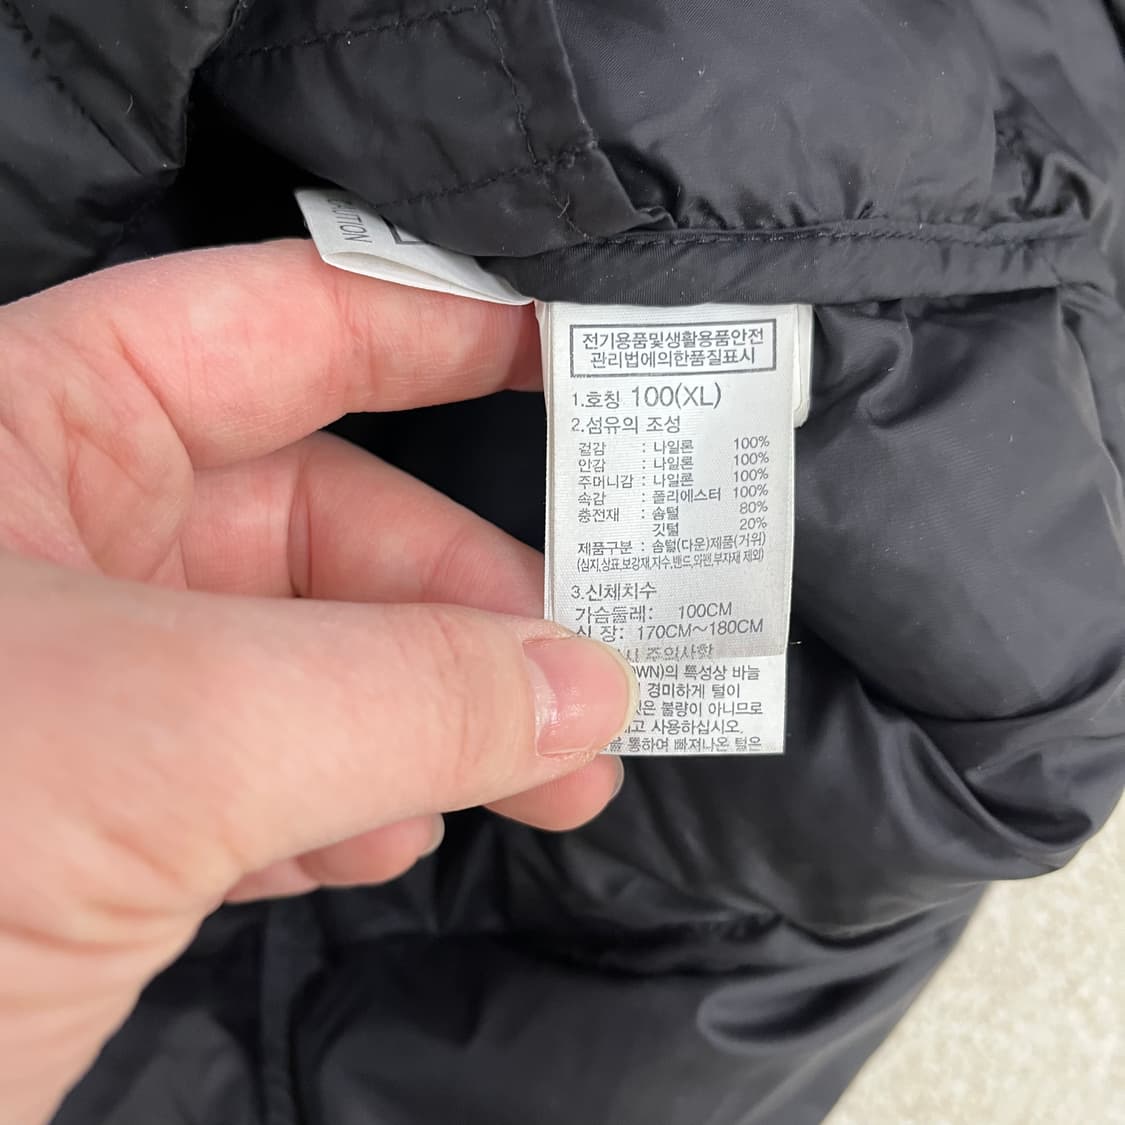 CAUTION
전기용품및생활용품안전
관리법에의한품질표시
1.호칭 100(XL)
2.섬유의 조성
겉감 : 나일론 100%
안감 : 나일론 100%
주머니감 : 나일론 100%
속감 : 폴리에스터 100%
충전재 : 솜털 80%
깃털 20%
제품구분 : 솜털(다운)제품(거위)
(심지,상표,보강재,자수,밴드,와펜,부자재 제외)
3.신체치수
가슴둘레: 100CM
신 장: 170CM~180CM
주의사항
OWN)의 특성상 바늘
경미하게 털이
은 불량이 아니므로
고 사용하십시오.
통하여 빠져나온 털은